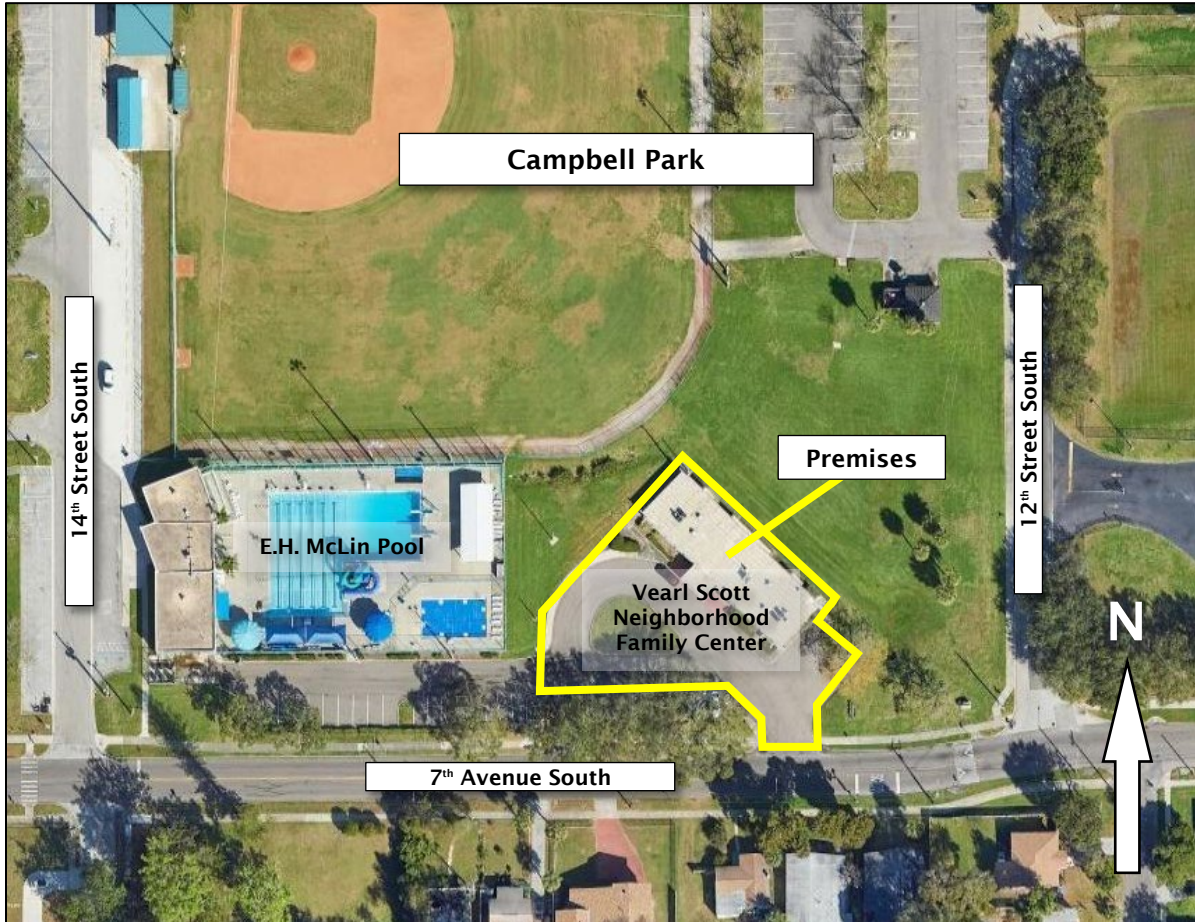 Campbell Park
Premises
14th Street South
12th Street South
E.H. McLin Pool
Vearl Scott
Neighborhood
Family Center
N
7th Avenue South